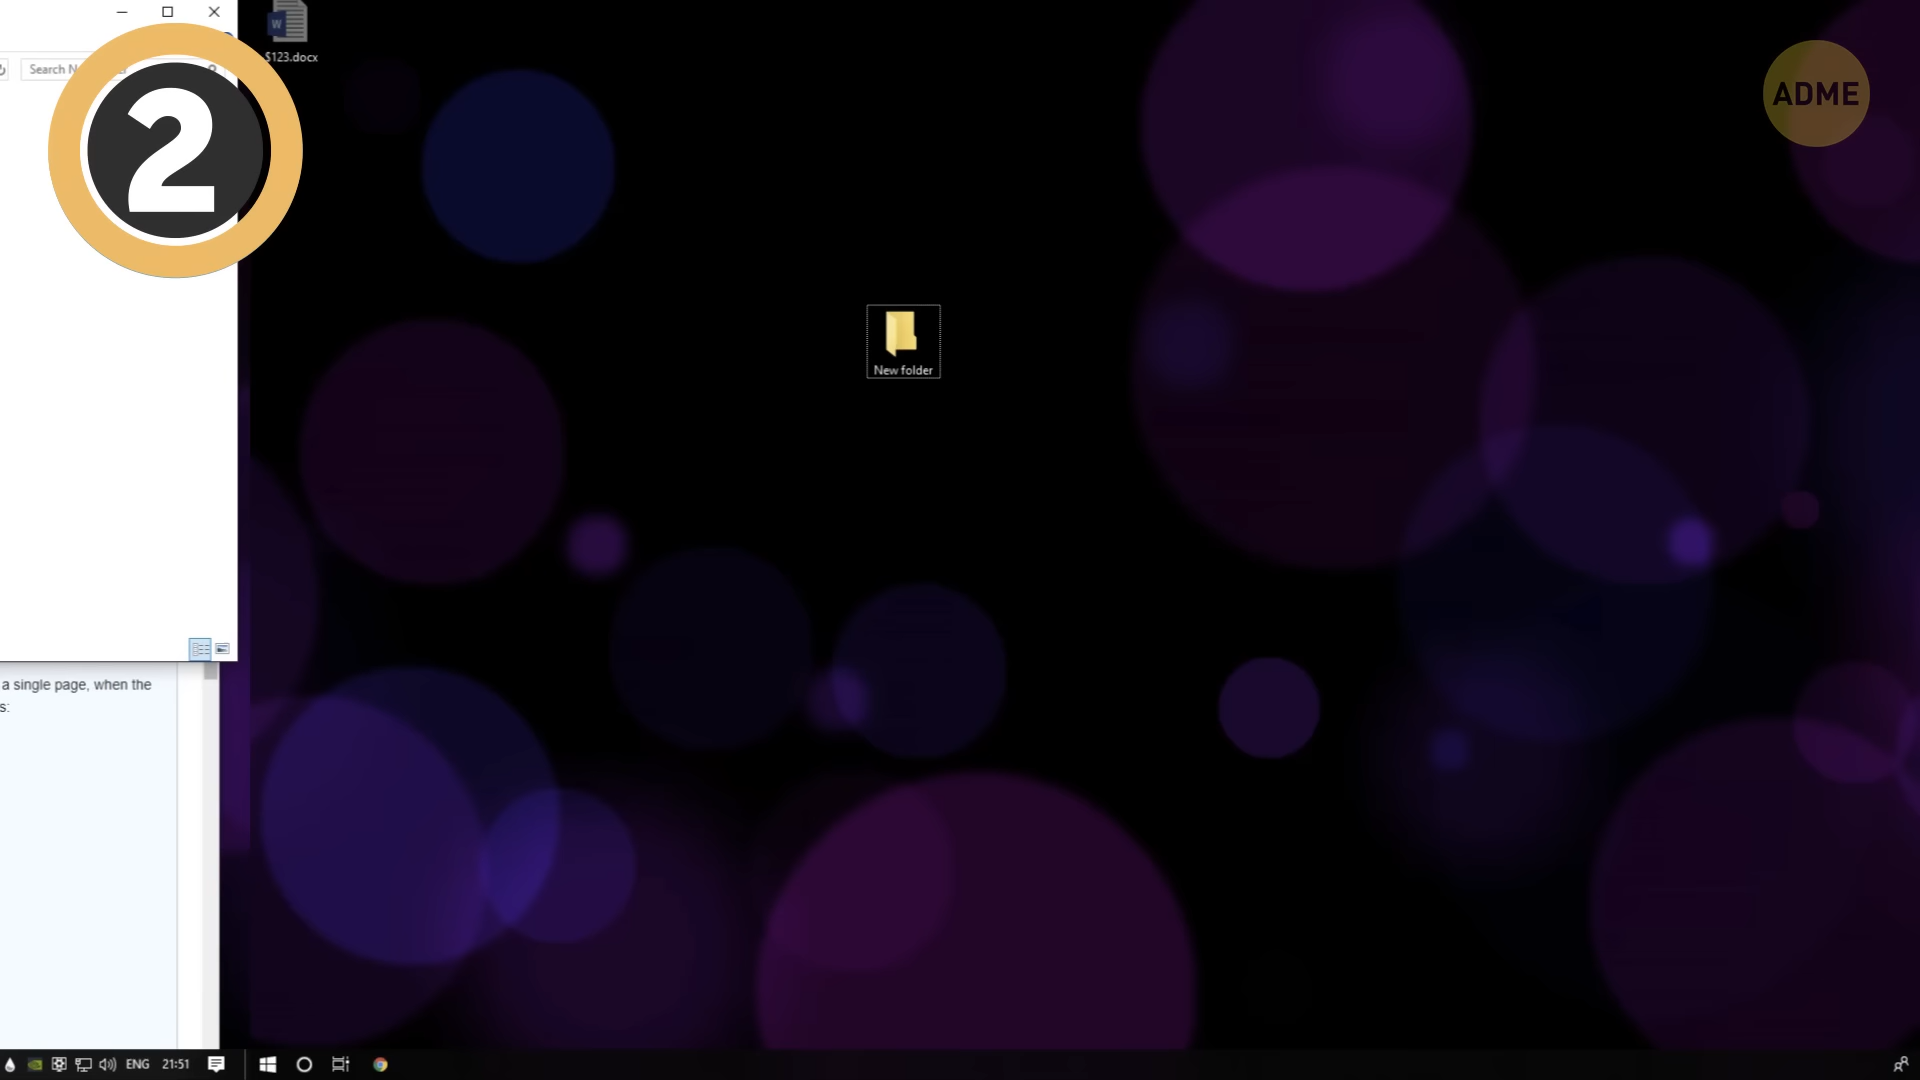 $123.docx
Search N
2
ADME
New folder
a single page, when the
s:
ENG 21:51